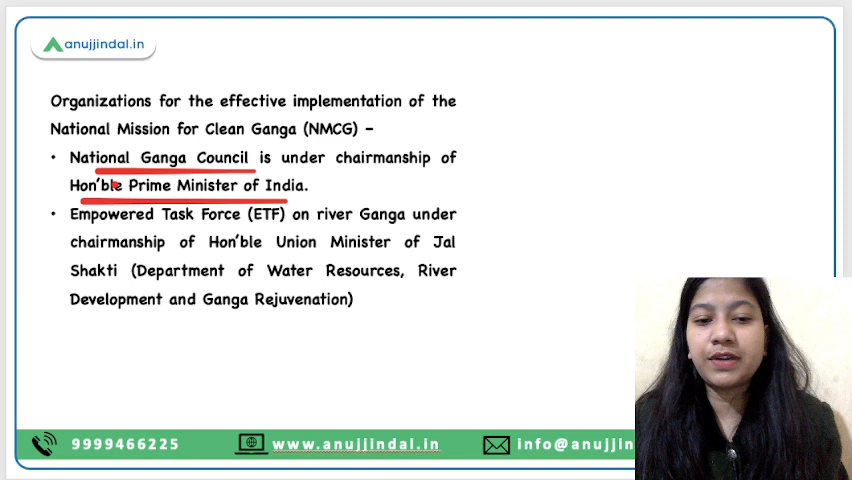 anujjindal.in
Organizations for the effective implementation of the
National Mission for Clean Ganga (NMCG) –
• National Ganga Council is under chairmanship of
Hon'ble Prime Minister of India.
• Empowered Task Force (ETF) on river Ganga under
chairmanship of Hon'ble Union Minister of Jal
Shakti (Department of Water Resources, River
Development and Ganga Rejuvenation)
9999466225 www.anujjindal.in info@anujjin